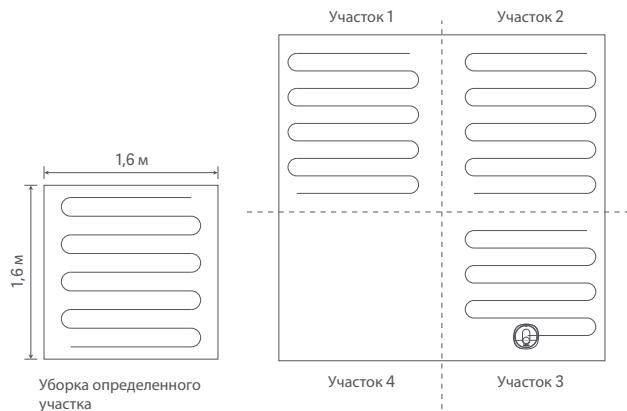 Участок 1
Участок 2
1,6 м
1,6 м
Уборка определенного
участка
Участок 4
Участок 3